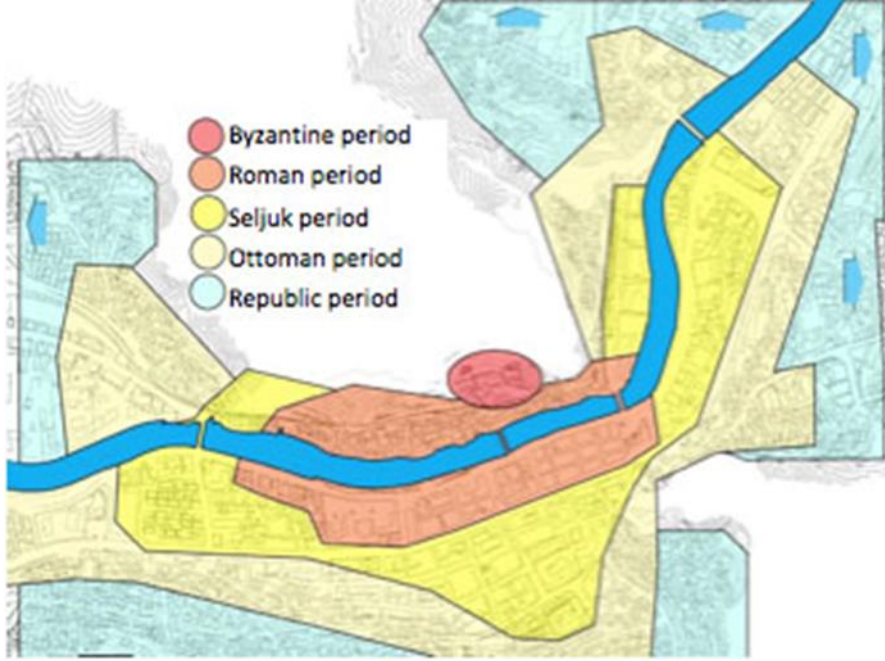 Byzantine period
Roman period
Seljuk period
Ottoman period
Republic period